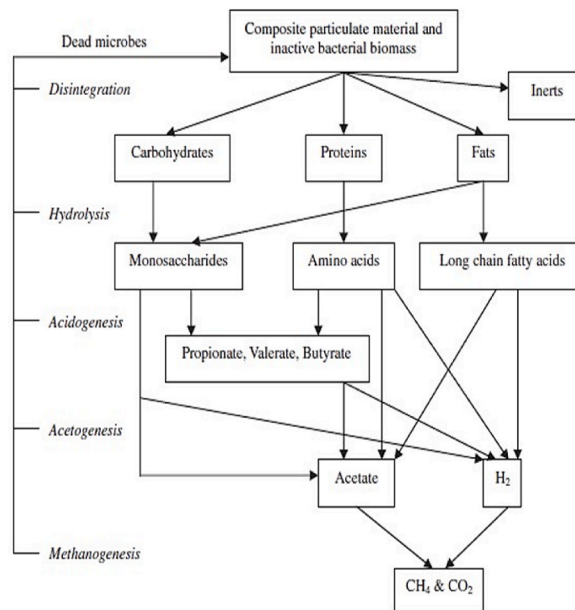 Dead microbes
Composite particulate material and
inactive bacterial biomass
Disintegration
Inerts
Carbohydrates
Proteins
Fats
Hydrolysis
Monosaccharides
Amino acids
Long chain fatty acids
Acidogenesis
Propionate, Valerate, Butyrate
Acetogenesis
Acetate
H₂
Methanogenesis
CH₄ & CO₂